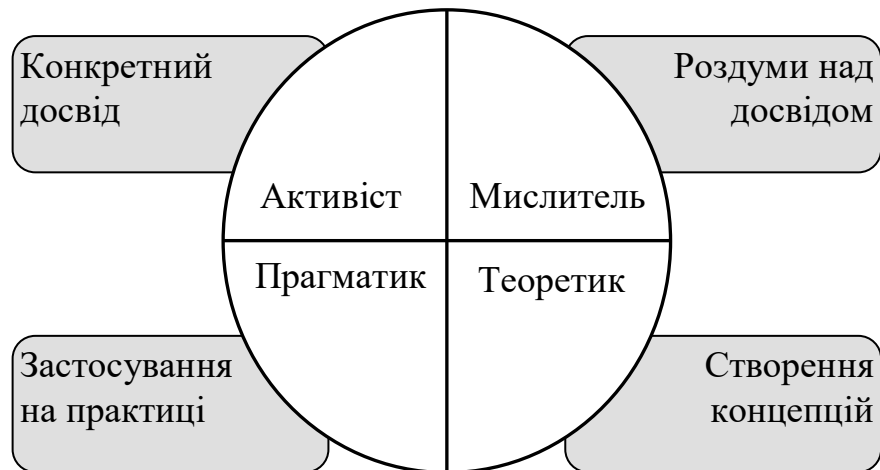 Конкретний
досвід
Роздуми над
досвідом
Активіст
Мислитель
Прагматик
Теоретик
Застосування
на практиці
Створення
концепцій